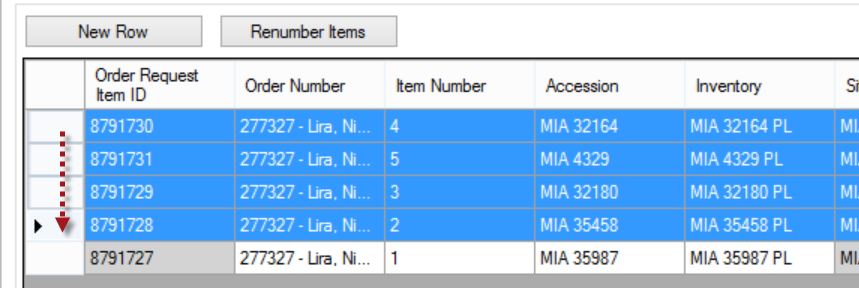 New Row Renumber Items
Order Request Item ID Order Number Item Number Accession Inventory
8791730 277327 - Lira, Ni... 4 MIA 32164 MIA 32164 PL
8791731 277327 - Lira, Ni... 5 MIA 4329 MIA 4329 PL
8791729 277327 - Lira, Ni... 3 MIA 32180 MIA 32180 PL
8791728 277327 - Lira, Ni... 2 MIA 35458 MIA 35458 PL
8791727 277327 - Lira, Ni... 1 MIA 35987 MIA 35987 PL